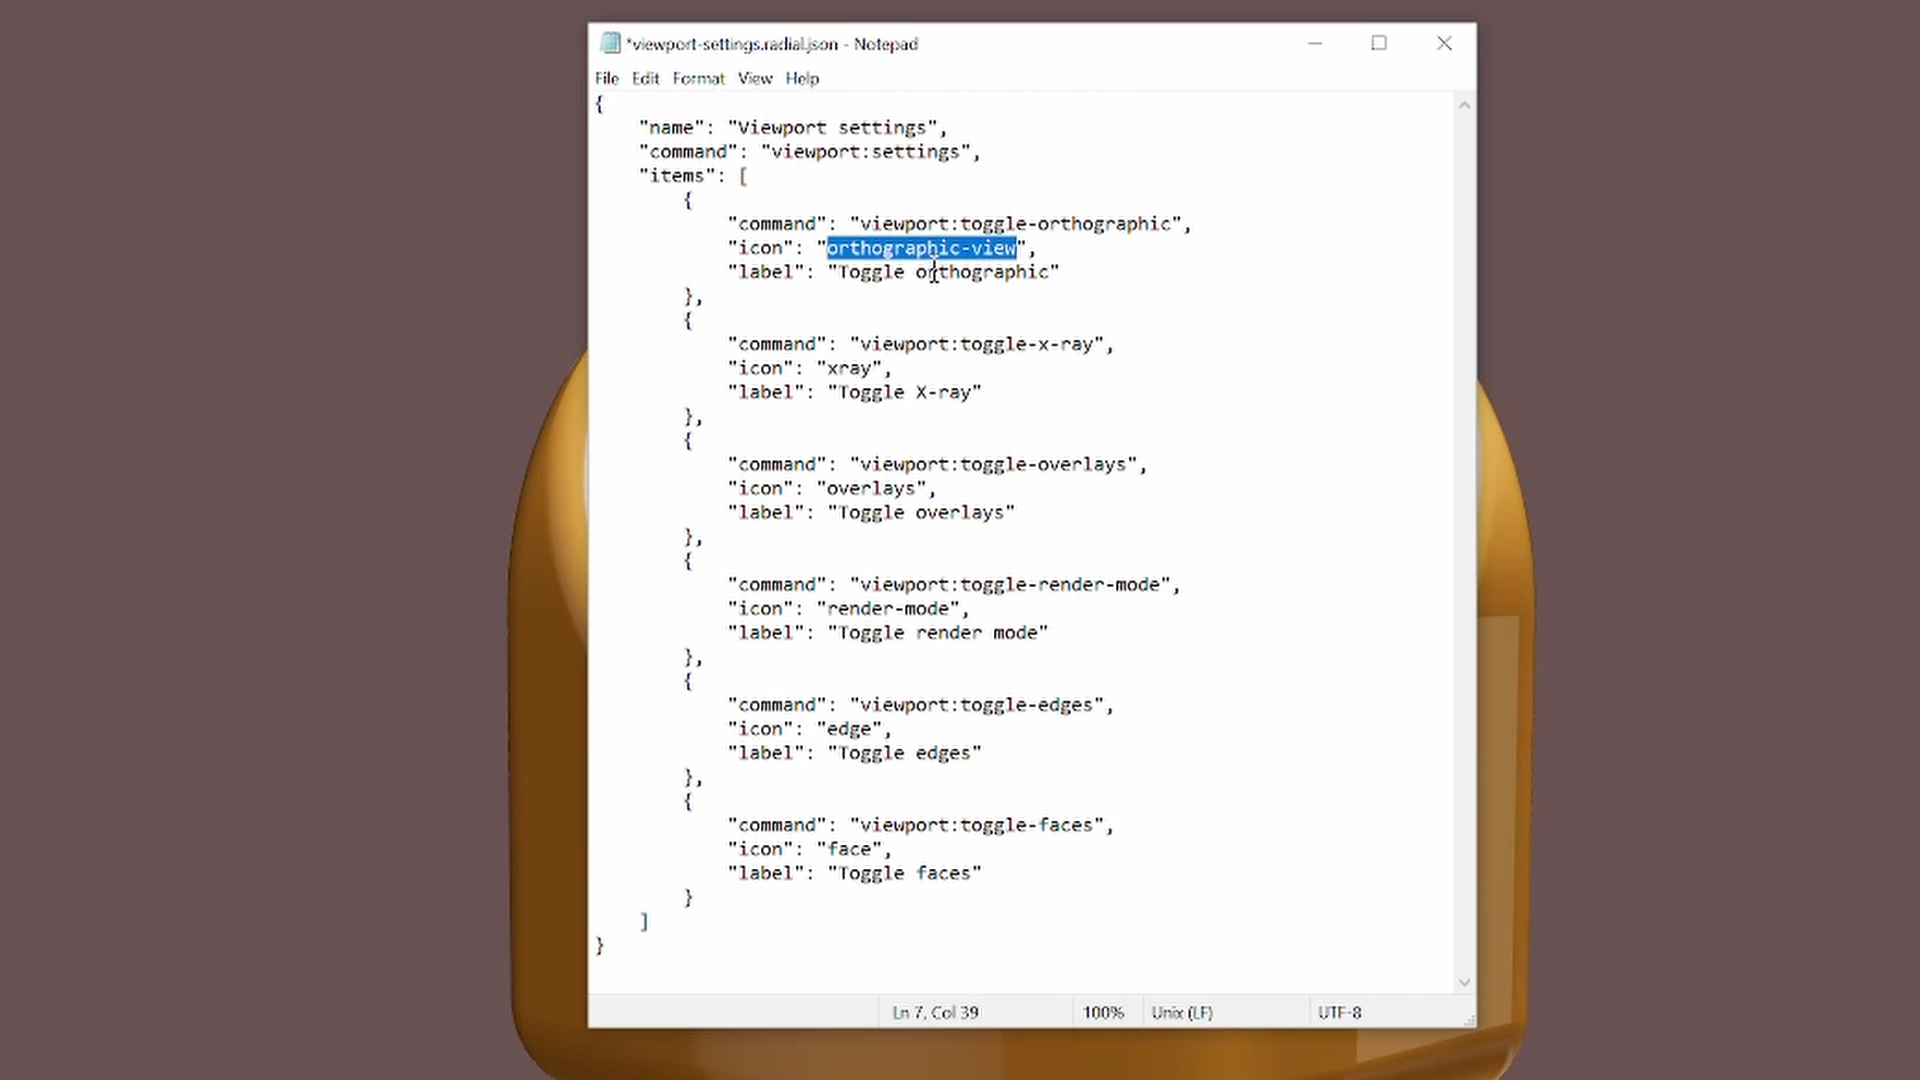 *viewport-settings.radial.json - Notepad
File Edit Format View Help
{
"name": "Viewport settings",
"command": "viewport:settings",
"items": [
{
"command": "viewport:toggle-orthographic",
"icon": "orthographic-view",
"label": "Toggle orthographic"
},
{
"command": "viewport:toggle-x-ray",
"icon": "xray",
"label": "Toggle X-ray"
},
{
"command": "viewport:toggle-overlays",
"icon": "overlays",
"label": "Toggle overlays"
},
{
"command": "viewport:toggle-render-mode",
"icon": "render-mode",
"label": "Toggle render mode"
},
{
"command": "viewport:toggle-edges",
"icon": "edge",
"label": "Toggle edges"
},
{
"command": "viewport:toggle-faces",
"icon": "face",
"label": "Toggle faces"
}
]
}
Ln 7, Col 39 100% Unix (LF) UTF-8